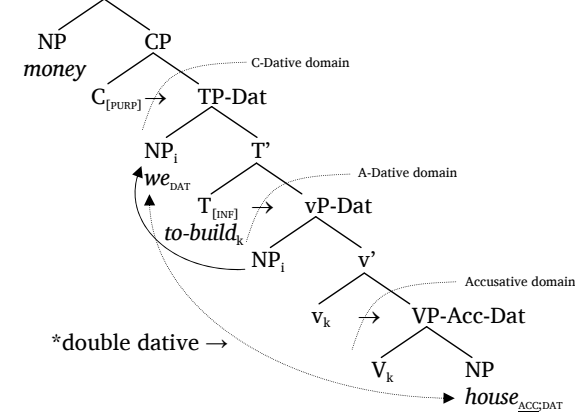 NP CP
money
C-Dative domain
C[PURP] → TP-Dat
NPi T’
weDAT
A-Dative domain
T[INF] → vP-Dat
to-buildk
NPi v’
Accusative domain
vk → VP-Acc-Dat
*double dative →
Vk NP
houseACC;DAT